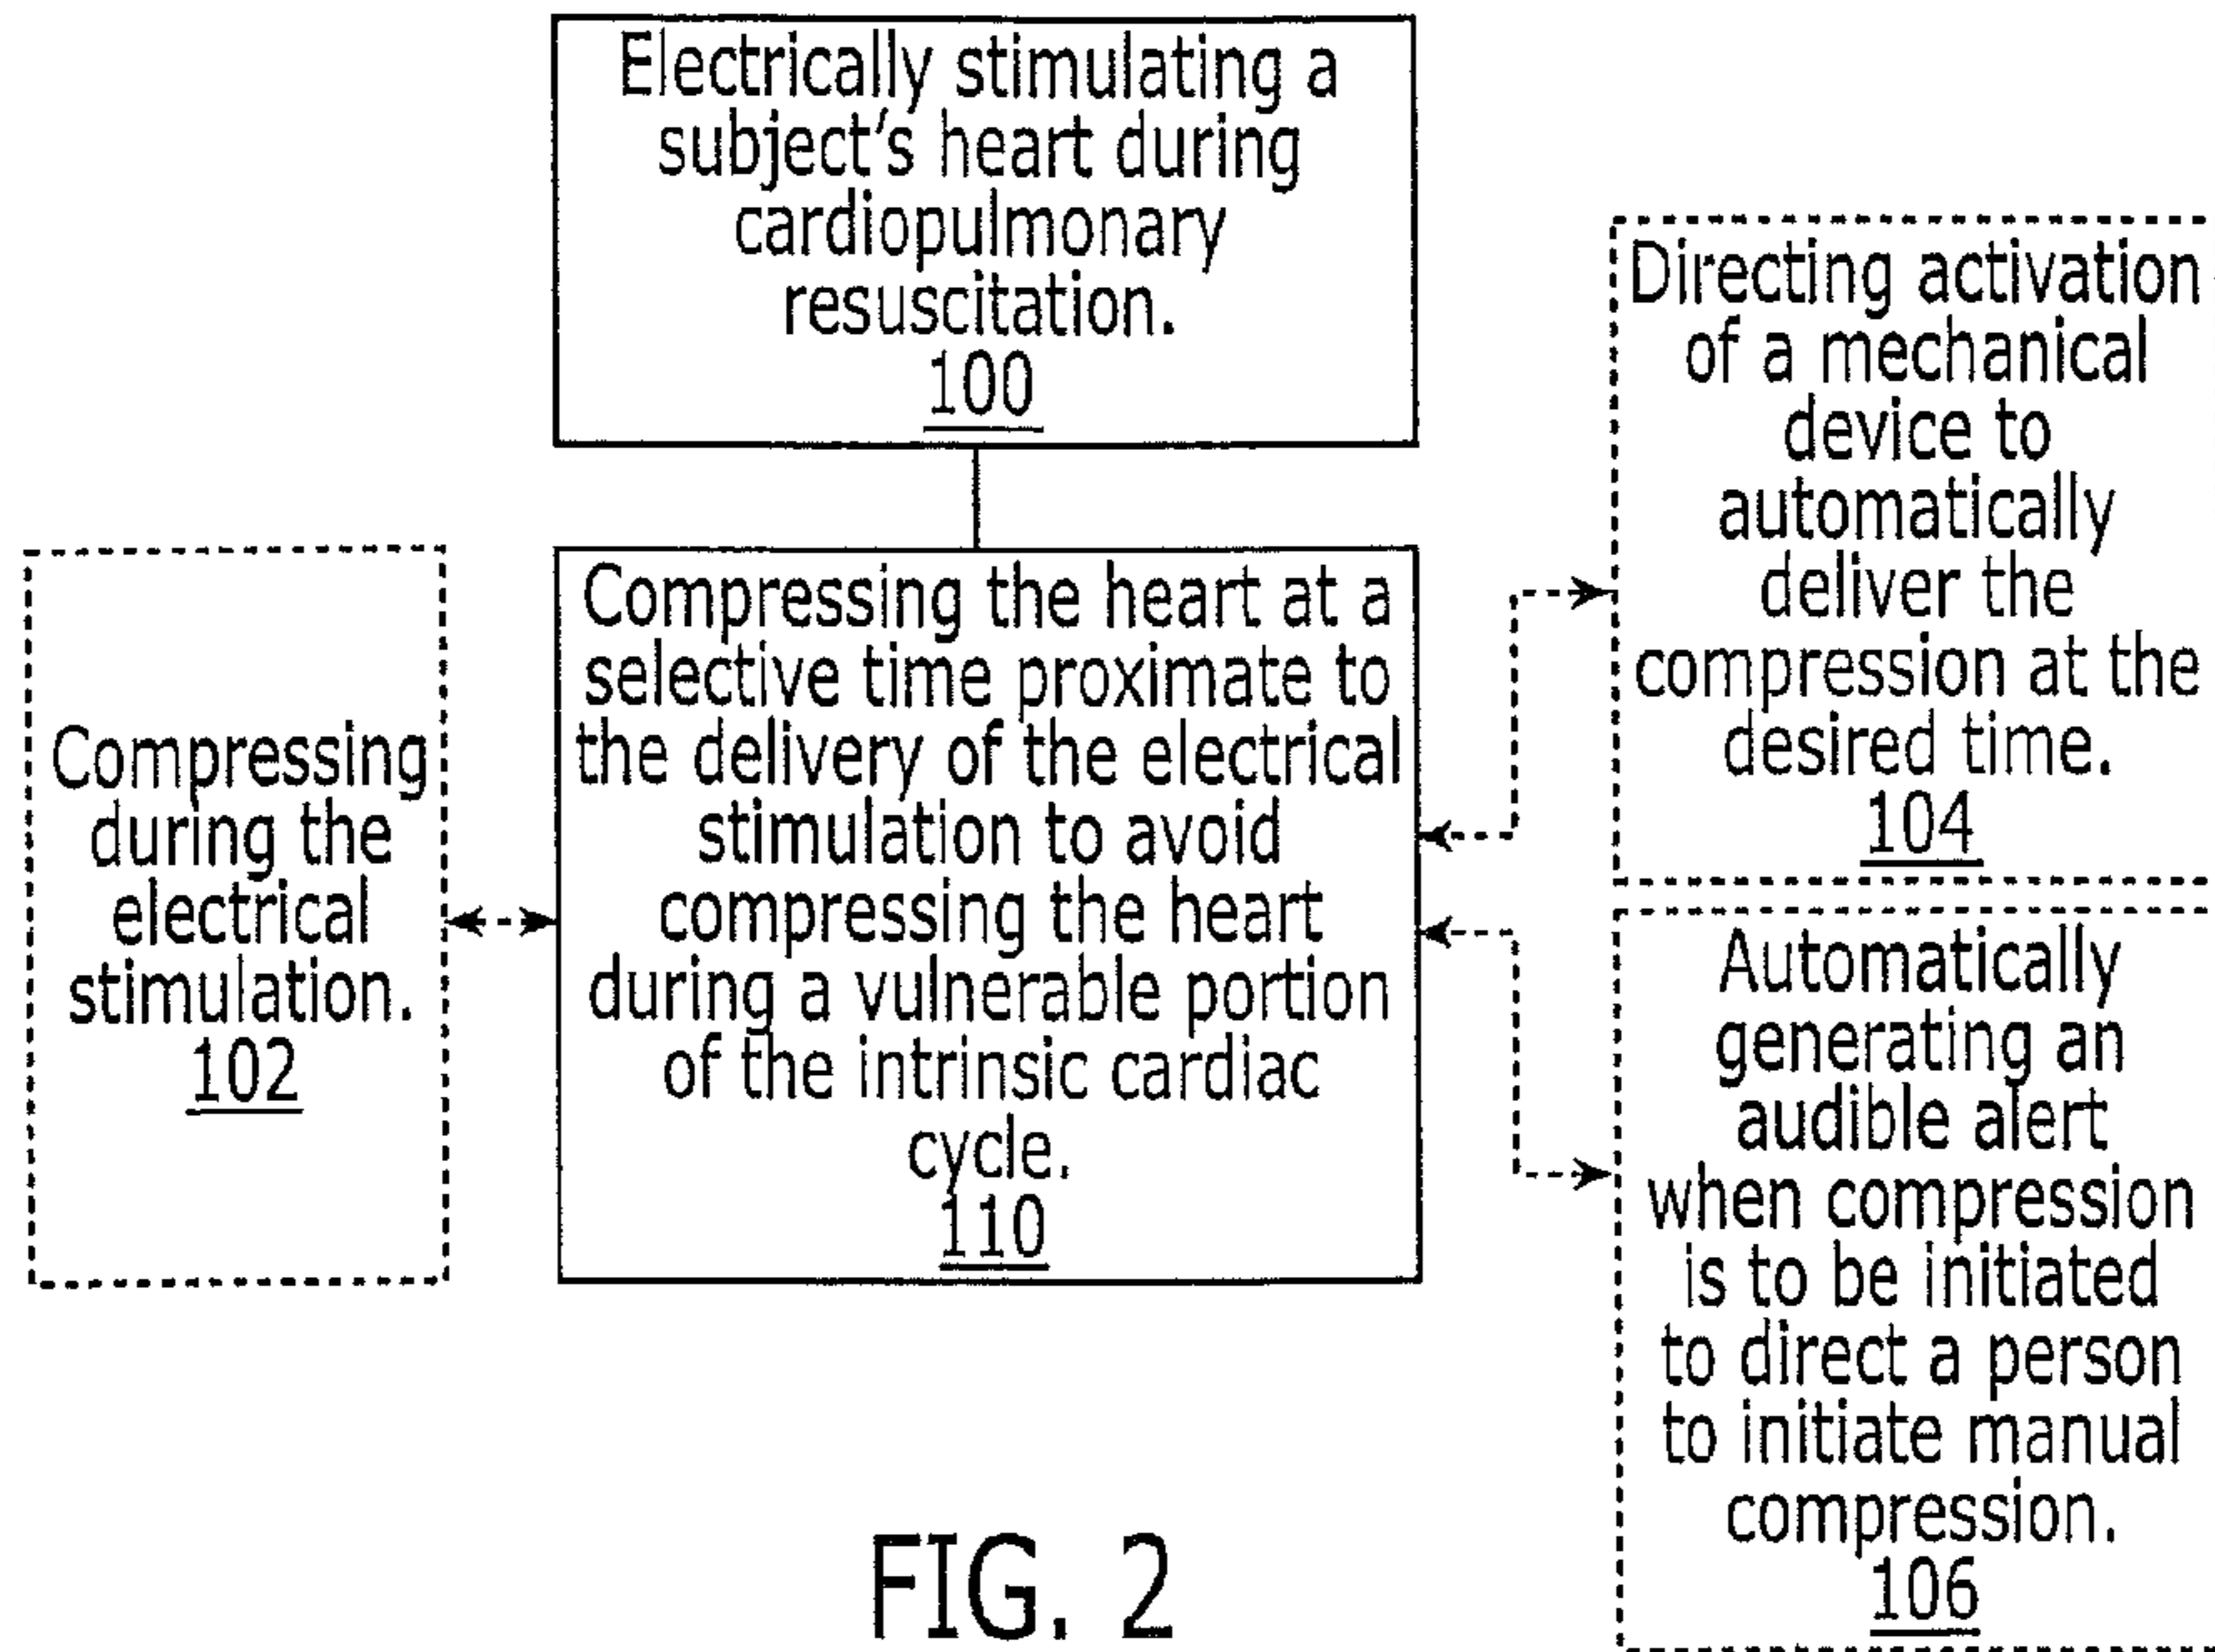 Electrically stimulating a
subject's heart during
cardiopulmonary
resuscitation.
100
Compressing
during the
electrical
stimulation.
102
Compressing the heart at a
selective time proximate to
the delivery of the electrical
stimulation to avoid
compressing the heart
during a vulnerable portion
of the intrinsic cardiac
cycle.
110
Directing activation
of a mechanical
device to
automatically
deliver the
compression at the
desired time.
104
Automatically
generating an
audible alert
when compression
is to be initiated
to direct a person
to initiate manual
compression.
106
FIG. 2